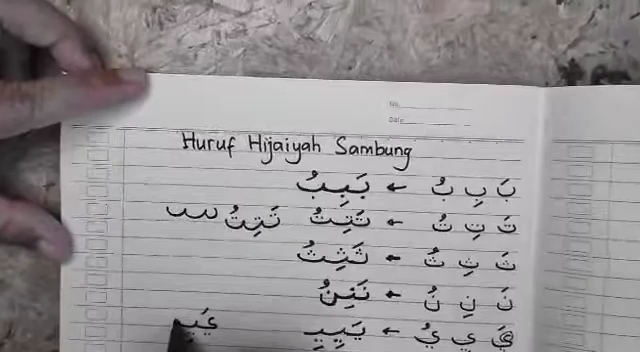 No.
Date
Huruf Hijaiyah Sambung
بَ بِ بُ ← بَبِبُ
تَ تِ تُ ← تَتِتُ تَتِتُ
ثَ ثِ ثُ ← ثَثِثُ
نَ نِ نُ ← نَنِنُ
يَ يِ يُ ←